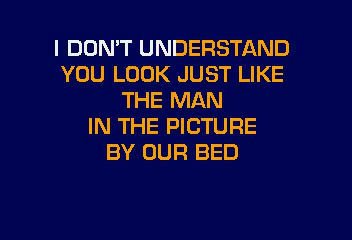 I DON'T UNDERSTAND
YOU LOOK JUST LIKE
THE MAN
IN THE PICTURE
BY OUR BED